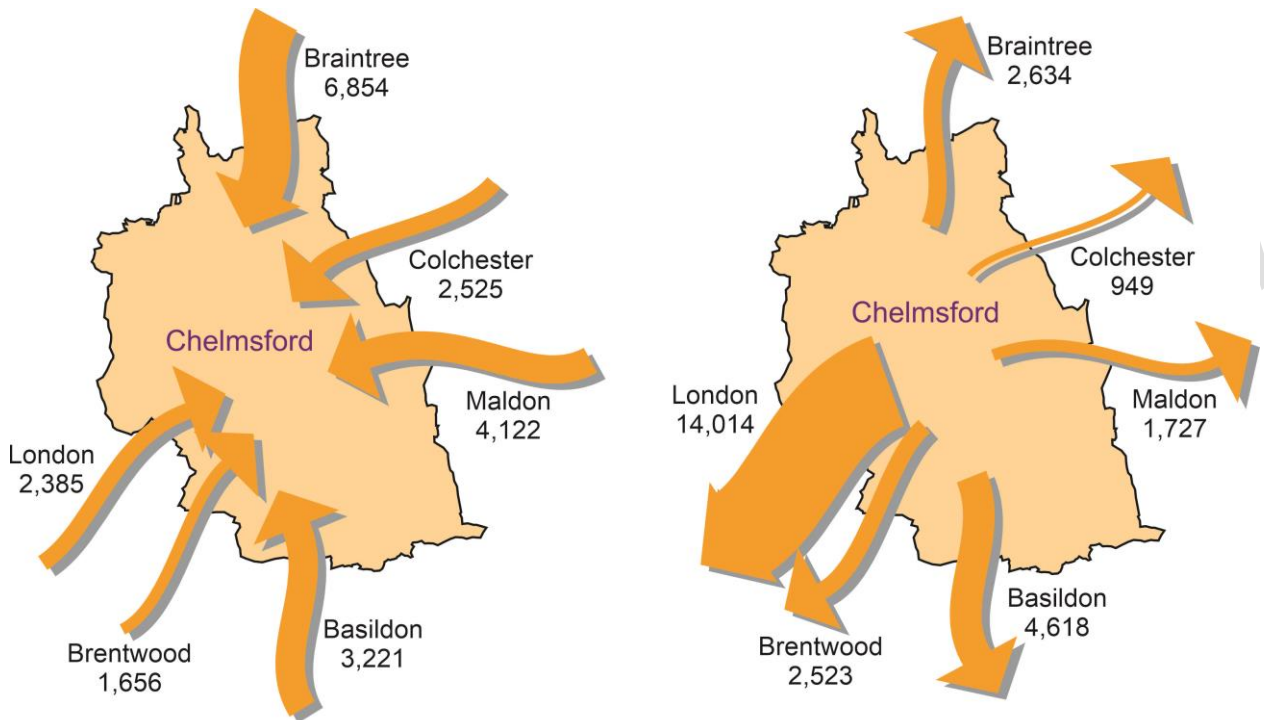 Braintree
6,854
Colchester
2,525
Chelmsford
Maldon
4,122
London
2,385
Brentwood
1,656
Basildon
3,221
Braintree
2,634
Colchester
949
Chelmsford
London
14,014
Maldon
1,727
Basildon
4,618
Brentwood
2,523